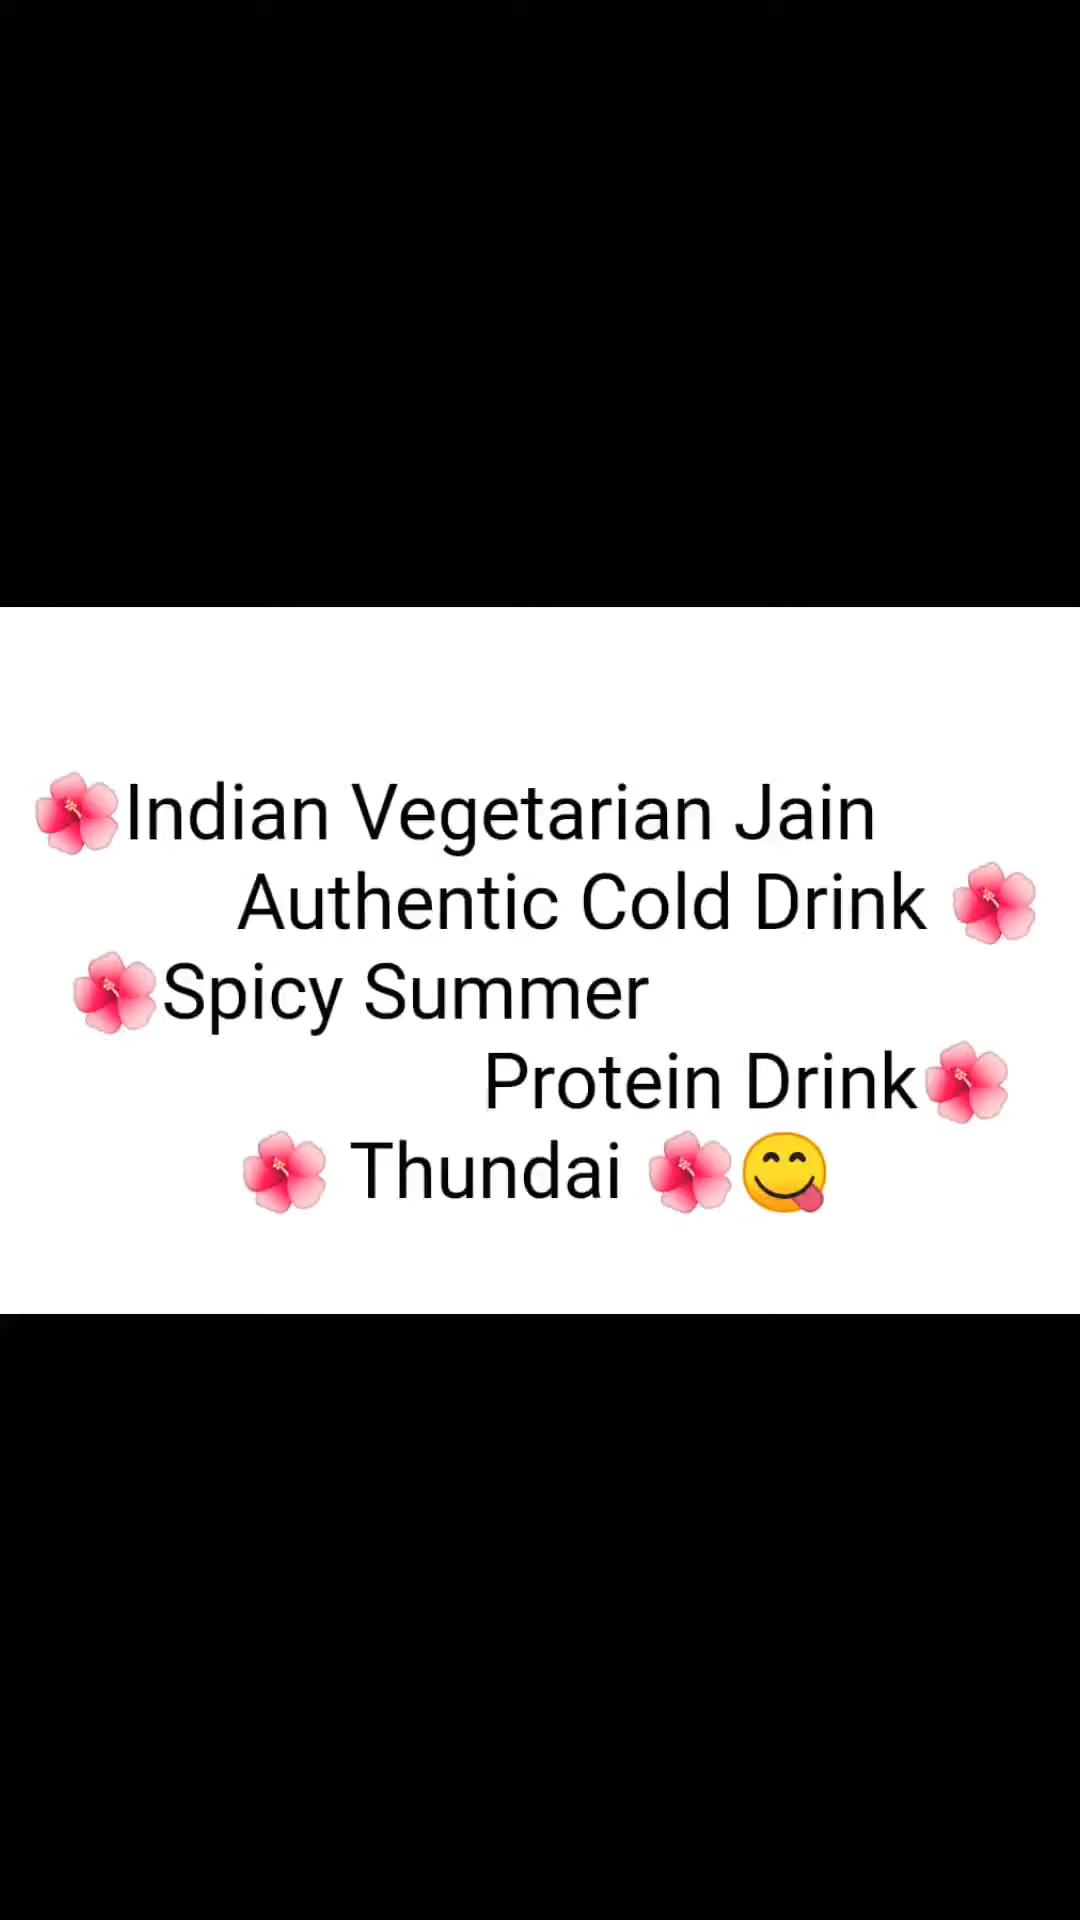 🌺Indian Vegetarian Jain
Authentic Cold Drink 🌺
🌺Spicy Summer
Protein Drink🌺
🌺 Thundai 🌺😋